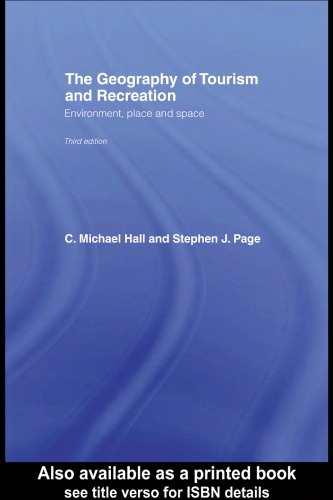 The Geography of Tourism
and Recreation
Environment, place and space
Third edition
C. Michael Hall and Stephen J. Page
Also available as a printed book
see title verso for ISBN details